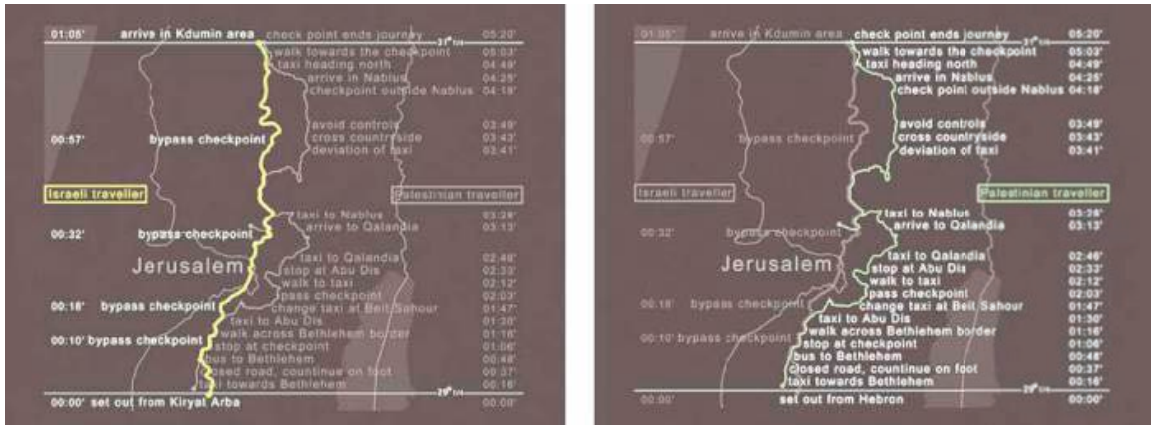 01:05' arrive in Kdumin area check point ends journey 05:20'
walk towards the checkpoint 05:03'
taxi heading north 04:49'
arrive in Nablus 04:25'
checkpoint outside Nablus 04:18'
avoid controls 03:49'
00:57' bypass checkpoint cross countryside 03:43'
deviation of taxi 03:41'
Israeli traveller Palestinian traveller
taxi to Nablus 03:28'
arrive to Qalandia 03:13'
00:32' bypass checkpoint
taxi to Qalandia 02:46'
Jerusalem stop at Abu Dis 02:33'
walk to taxi 02:12'
pass checkpoint 02:03'
00:18' bypass checkpoint change taxi at Beit Sahour 01:47'
taxi to Abu Dis 01:30'
walk across Bethlehem border 01:16'
00:10' bypass checkpoint stop at checkpoint 01:06'
bus to Bethlehem 00:48'
closed road, countinue on foot 00:37'
taxi towards Bethlehem 00:16'
00:00' set out from Kiryat Arba 00:00'
01:05' arrive in Kdumin area check point ends journey 05:20'
walk towards the checkpoint 05:03'
taxi heading north 04:49'
arrive in Nablus 04:25'
check point outside Nablus 04:18'
avoid controls 03:49'
00:57' bypass checkpoint cross countryside 03:43'
deviation of taxi 03:41'
Israeli traveller Palestinian traveller
taxi to Nablus 03:28'
arrive to Qalandia 03:13'
00:32' bypass checkpoint
taxi to Qalandia 02:46'
Jerusalem stop at Abu Dis 02:33'
walk to taxi 02:12'
pass checkpoint 02:03'
00:18' bypass checkpoint change taxi at Beit Sahour 01:47'
taxi to Abu Dis 01:30'
walk across Bethlehem border 01:16'
00:10' bypass checkpoint stop at checkpoint 01:06'
bus to Bethlehem 00:48'
closed road, countinue on foot 00:37'
taxi towards Bethlehem 00:16'
00:00' set out from Hebron 00:00'